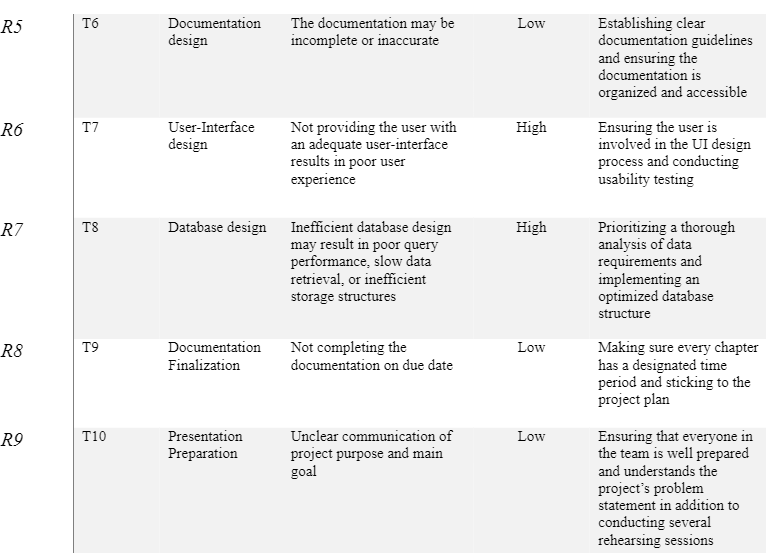 R5 T6 Documentation design The documentation may be incomplete or inaccurate Low Establishing clear documentation guidelines and ensuring the documentation is organized and accessible
R6 T7 User-Interface design Not providing the user with an adequate user-interface results in poor user experience High Ensuring the user is involved in the UI design process and conducting usability testing
R7 T8 Database design Inefficient database design may result in poor query performance, slow data retrieval, or inefficient storage structures High Prioritizing a thorough analysis of data requirements and implementing an optimized database structure
R8 T9 Documentation Finalization Not completing the documentation on due date Low Making sure every chapter has a designated time period and sticking to the project plan
R9 T10 Presentation Preparation Unclear communication of project purpose and main goal Low Ensuring that everyone in the team is well prepared and understands the project’s problem statement in addition to conducting several rehearsing sessions